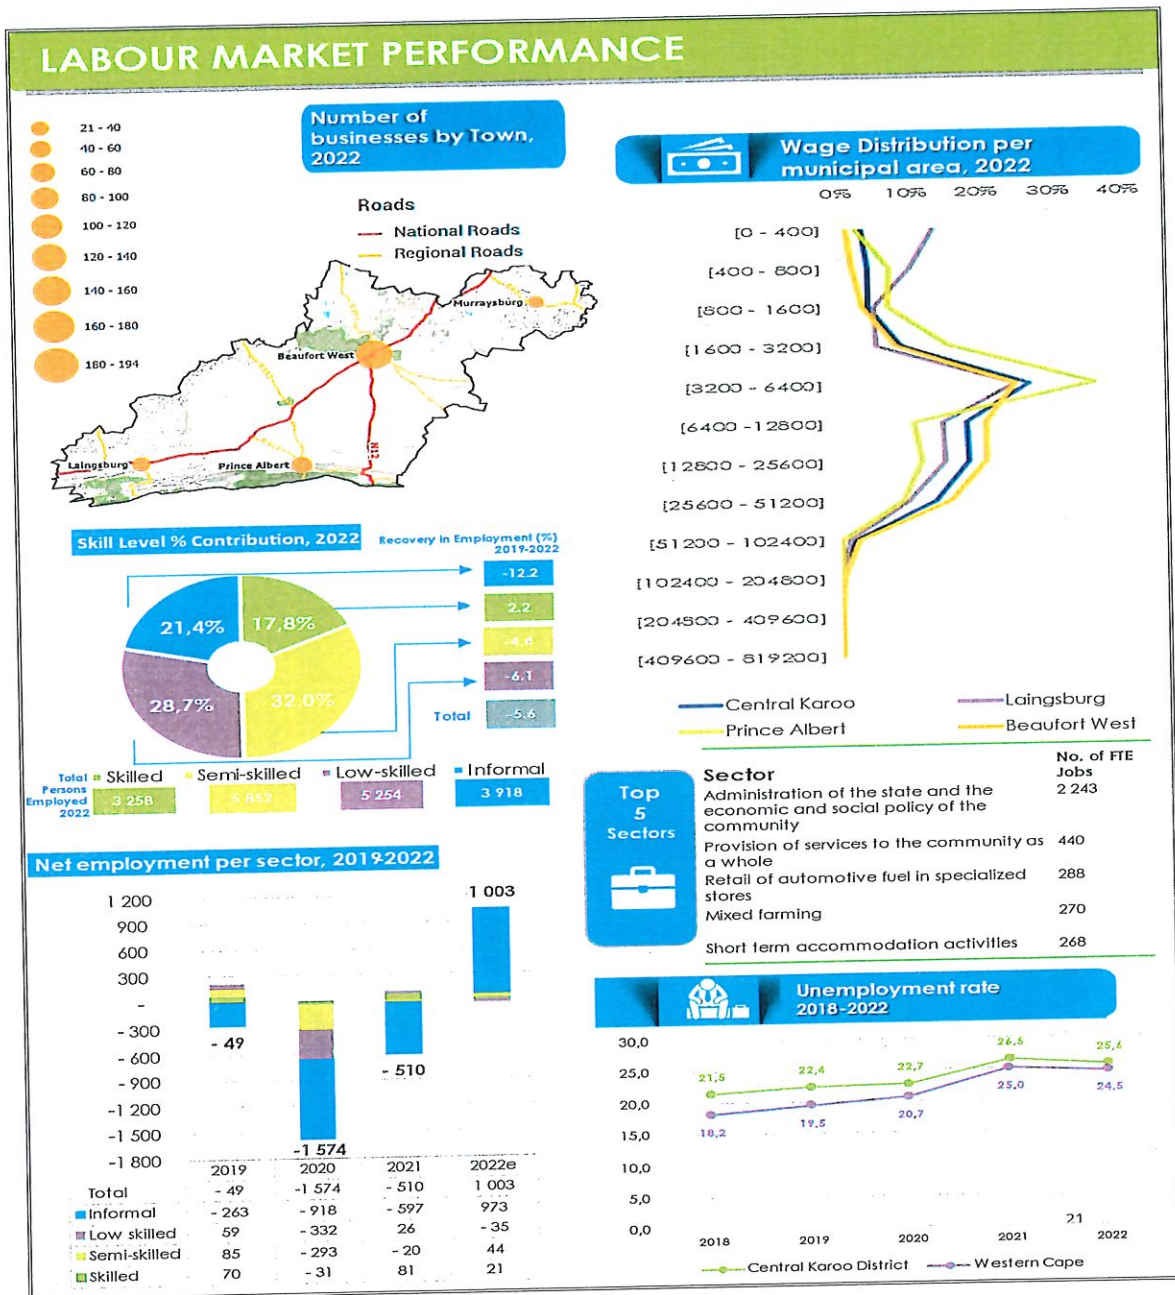 LABOUR MARKET PERFORMANCE
Number of
businesses by Town,
2022
21 - 40
40 - 60
60 - 80
80 - 100
100 - 120
120 - 140
140 - 160
160 - 180
180 - 194
Roads
National Roads
Regional Roads
Murraysburg
Beaufort West
Laingsburg
Prince Albert
N12
Wage Distribution per
municipal area, 2022
0% 10% 20% 30% 40%
[0 - 400]
[400 - 800]
[800 - 1600]
[1600 - 3200]
[3200 - 6400]
[6400 -12800]
[12800 - 25600]
[25600 - 51200]
[51200 - 102400]
[102400 - 204800]
[204800 - 409600]
[409600 - 819200]
Central Karoo
Laingsburg
Prince Albert
Beaufort West
Skill Level % Contribution, 2022
Recovery in Employment (%)
2019-2022
21,4%
17,8%
28,7%
32.0%
-12.2
2.2
-6.1
Total -5.6
Skilled Semi-skilled Low-skilled Informal
Total
Persons
Employed
2022
3 258
5 852
5 254
3 918
Top
5
Sectors
Sector
No. of FTE
Jobs
Administration of the state and the 2 243
economic and social policy of the
community
Provision of services to the community as 440
a whole
Retail of automotive fuel in specialized 288
stores
Mixed farming 270
Short term accommodation activities 268
Net employment per sector, 2019-2022
1 200
900
600
300
-
- 300
- 600
- 900
-1 200
-1 500
-1 800
- 49
-1 574
- 510
1 003
2019 2020 2021 2022e
Total - 49 -1 574 - 510 1 003
Informal - 263 - 918 - 597 973
Low skilled 59 - 332 26 - 35
Semi-skilled 85 - 293 - 20 44
Skilled 70 - 31 81 21
Unemployment rate
2018-2022
30,0
25,0
20,0
15,0
10,0
5,0
0,0
21,5
22,4
22,7
26,5
18,2
19,5
20,7
25,0
24,5
21
2018 2019 2020 2021 2022
Central Karoo District Western Cape